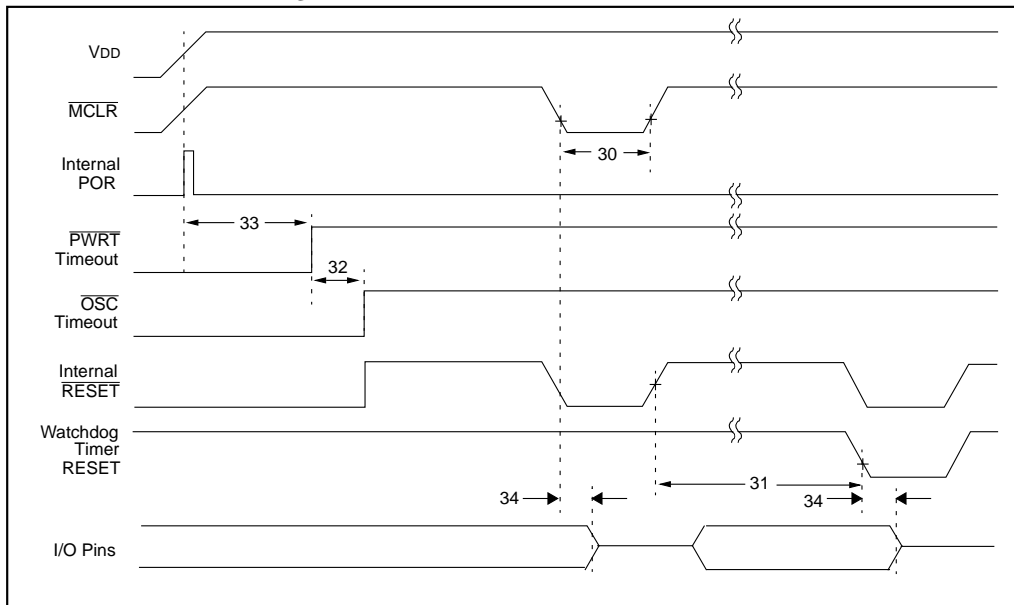 VDD
MCLR
30
Internal
POR
33
PWRT
Timeout
32
OSC
Timeout
Internal
RESET
Watchdog
Timer
RESET
31
34
34
I/O Pins